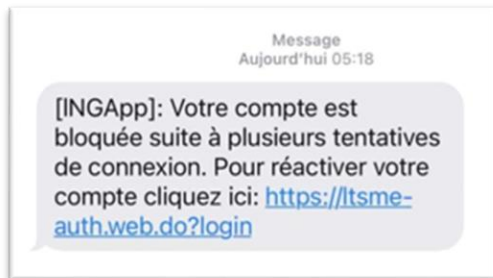 Message
Aujourd'hui 05:18
[INGApp]: Votre compte est
bloquée suite à plusieurs tentatives
de connexion. Pour réactiver votre
compte cliquez ici: https://ltsme-
auth.web.do?login